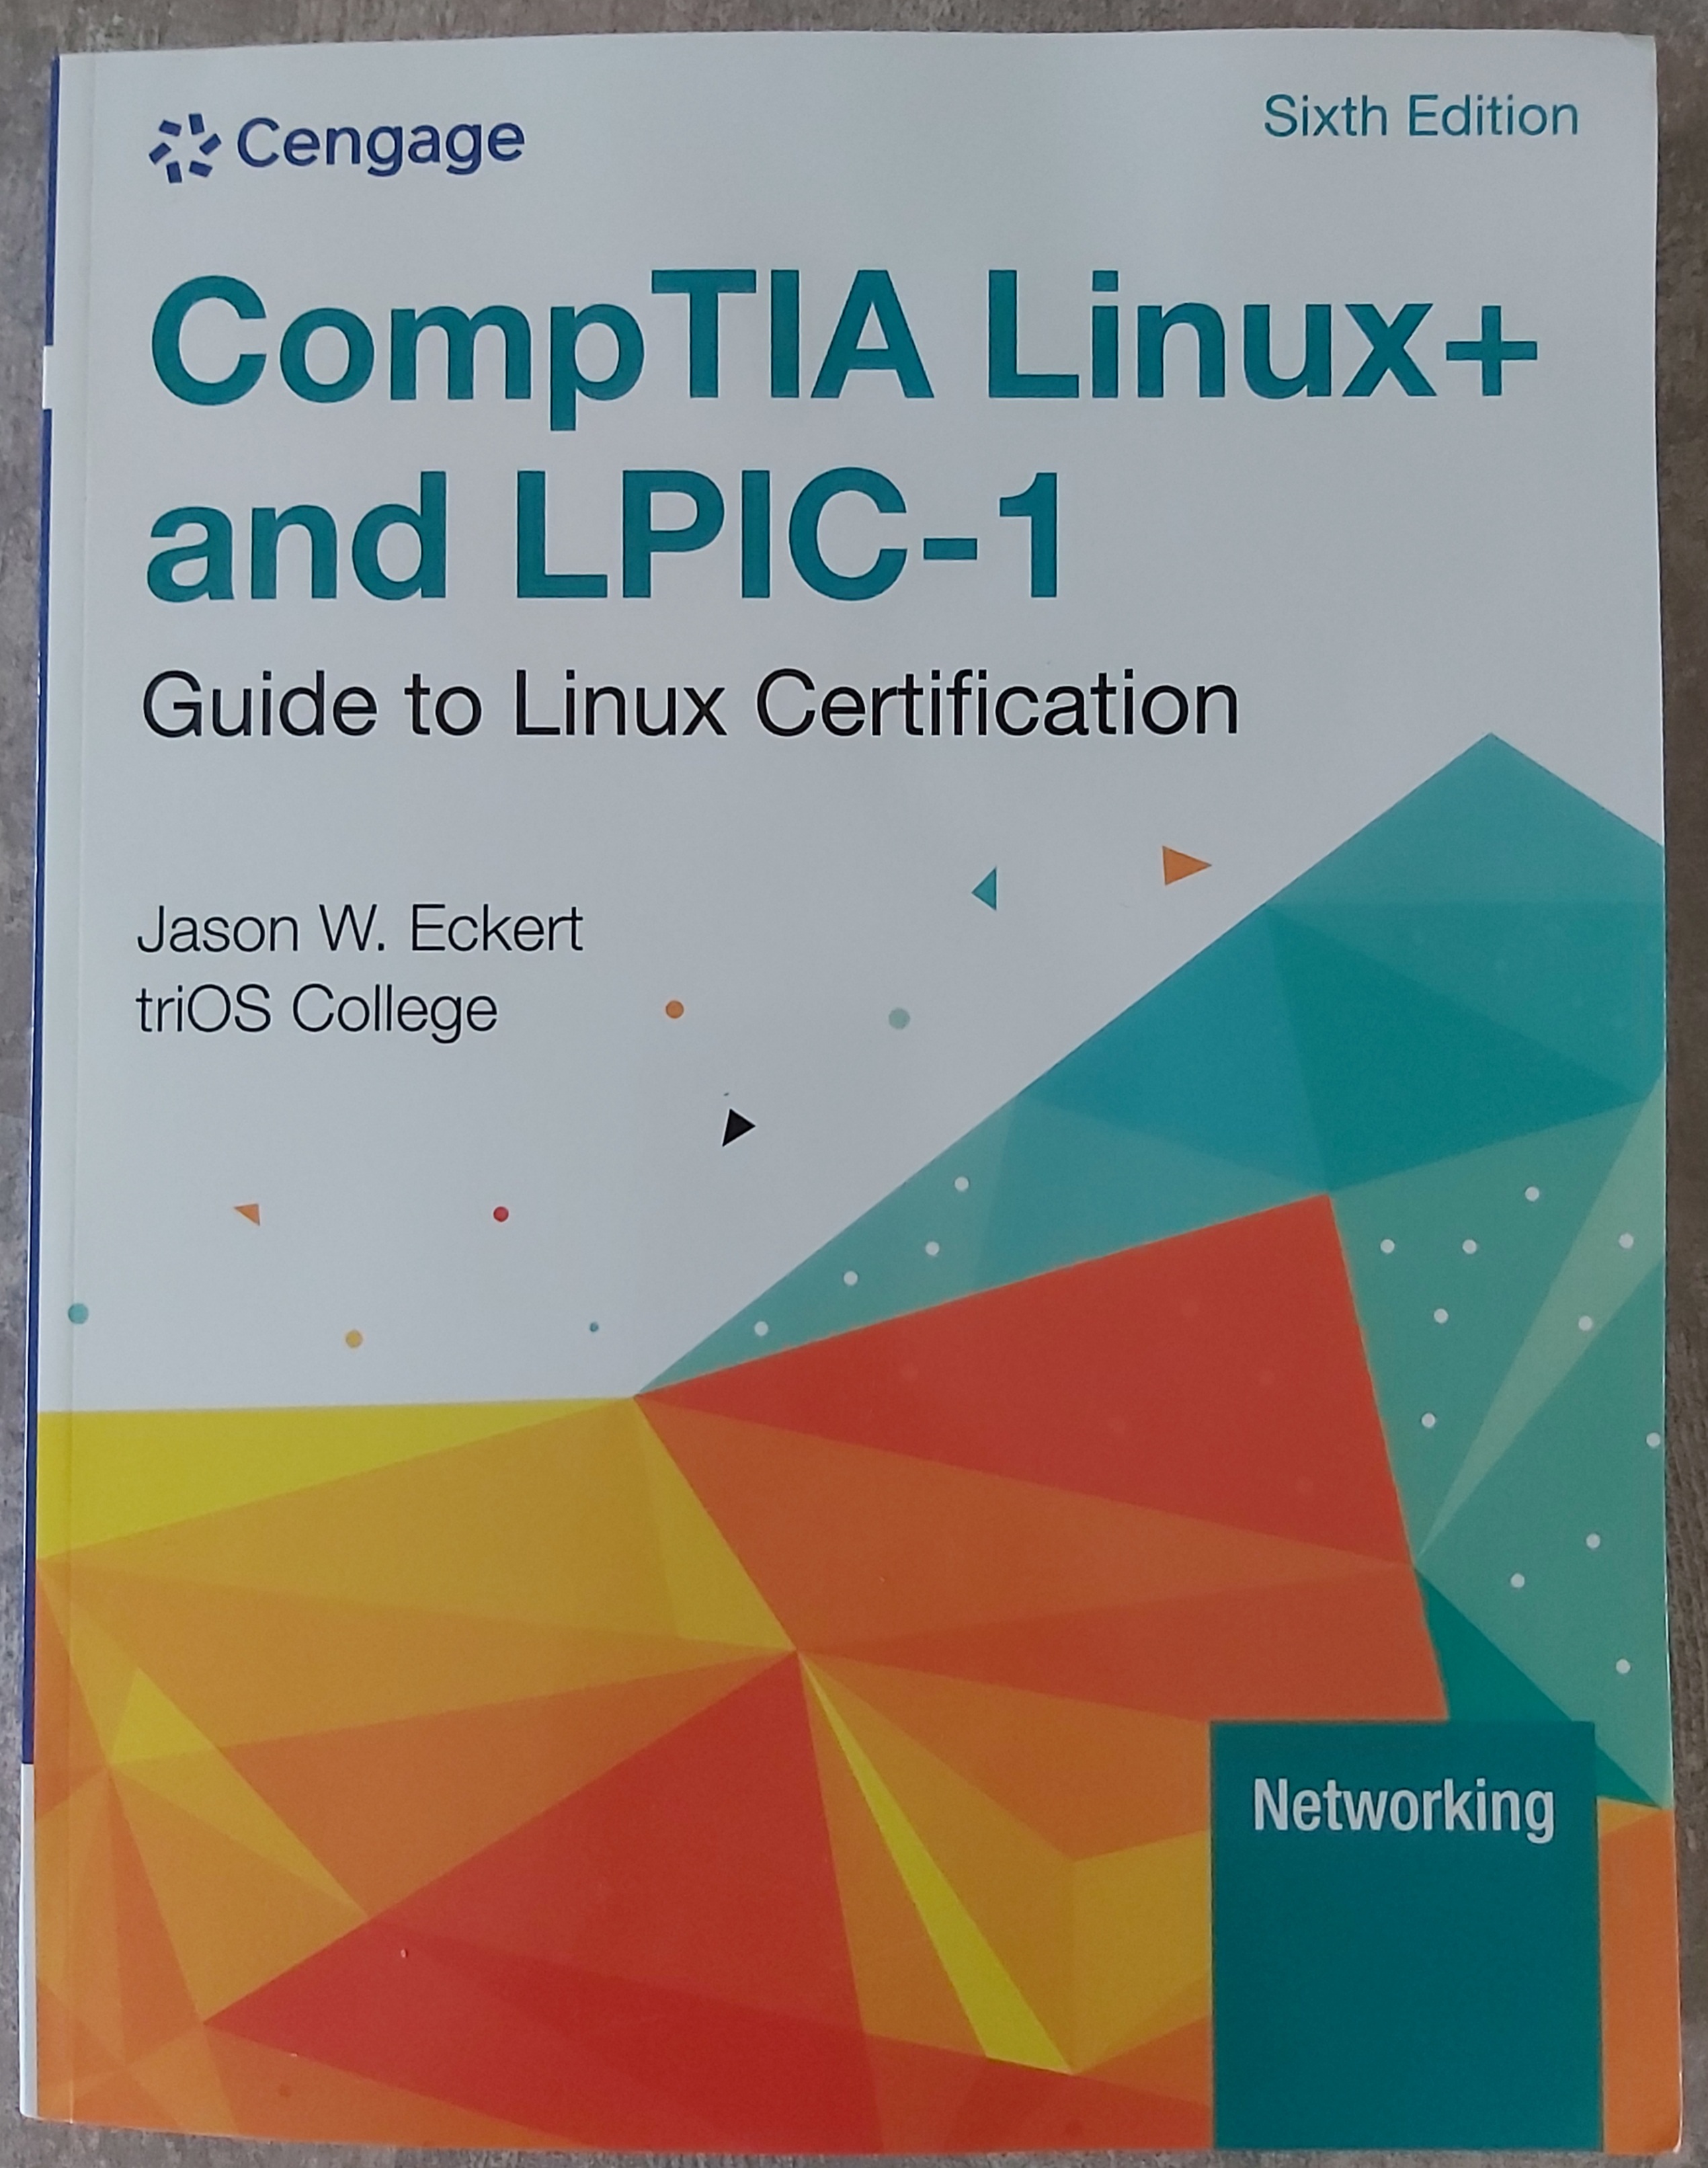 Cengage
Sixth Edition
CompTIA Linux+
and LPIC-1
Guide to Linux Certification
Jason W. Eckert
triOS College
Networking